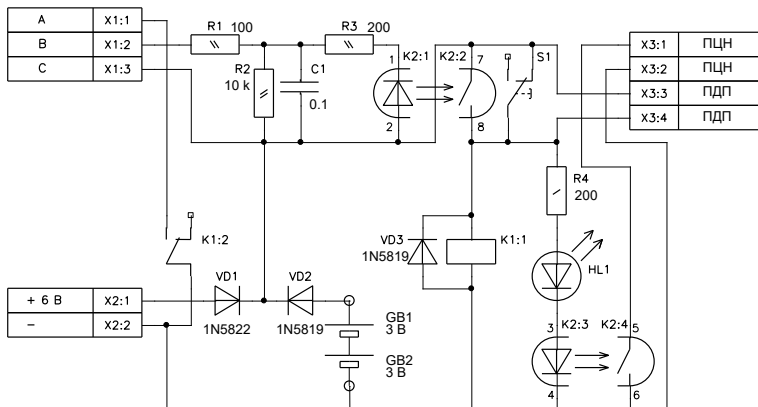 A X1:1
B X1:2
C X1:3
R1 100
R3 200
R2
10 k
C1
0.1
1 K2:1
2
K2:2 7
8
S1
X3:1 ПЦН
X3:2 ПЦН
X3:3 ПДП
X3:4 ПДП
R4
200
K1:2
VD3
1N5819
K1:1
HL1
+ 6 В X2:1
− X2:2
VD1
1N5822
VD2
1N5819
GB1
3 В
GB2
3 В
3 K2:3
4
K2:4 5
6